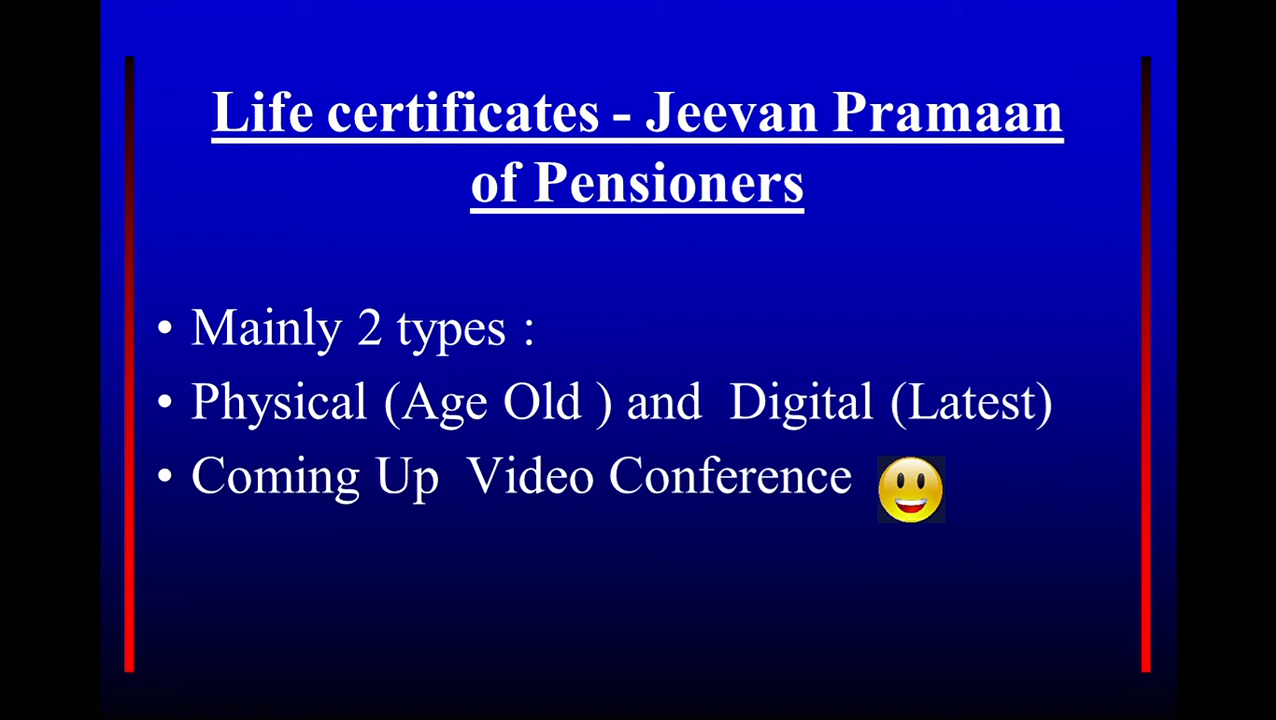 Life certificates - Jeevan Pramaan
of Pensioners
• Mainly 2 types :
• Physical (Age Old ) and  Digital (Latest)
• Coming Up  Video Conference